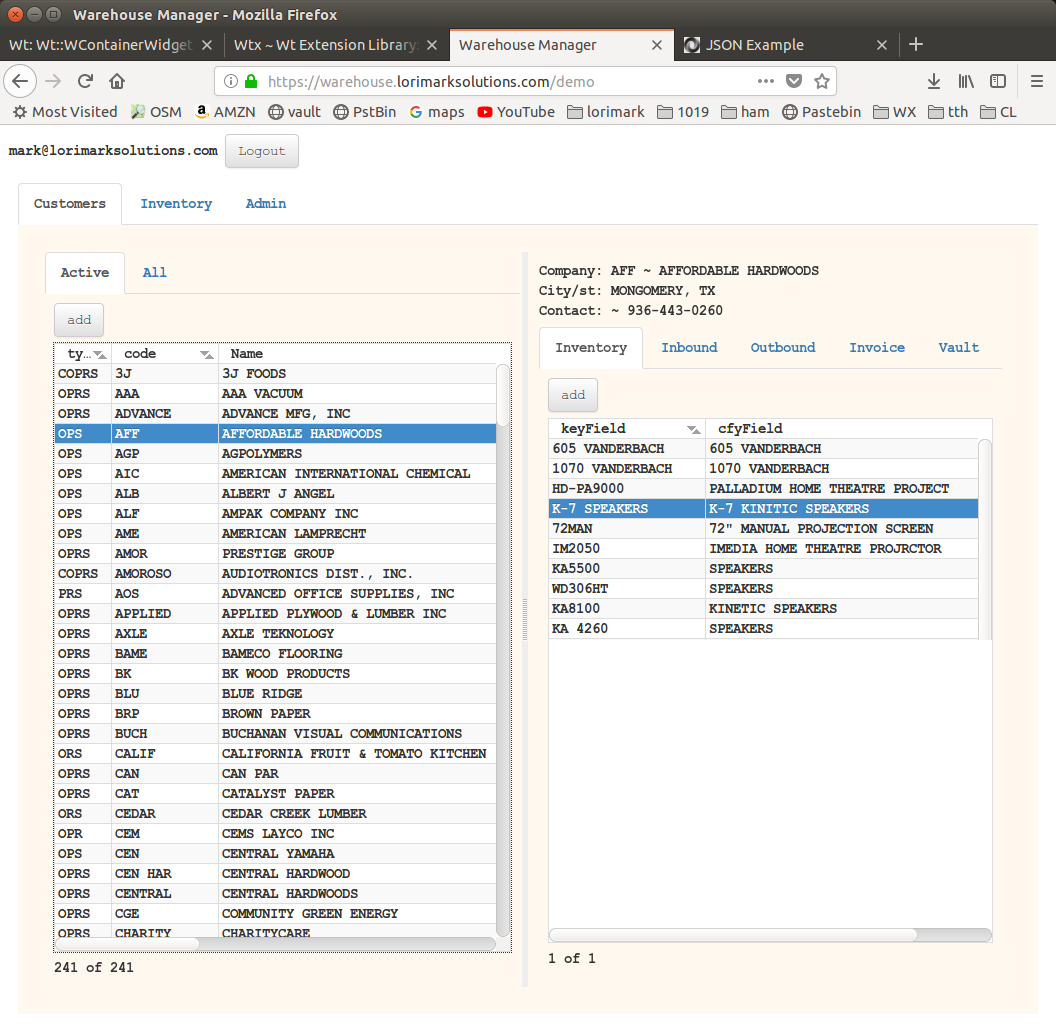 Warehouse Manager - Mozilla Firefox
Wt: Wt::WContainerWidget Wtx ~ Wt Extension Library Warehouse Manager JSON Example
https://warehouse.lorimarksolutions.com/demo
Most Visited OSM AMZN vault PstBin maps YouTube lorimark 1019 ham Pastebin WX tth CL
mark@lorimarksolutions.com Logout
Customers Inventory Admin
Active All
add
ty... code Name
COPRS 3J 3J FOODS
OPRS AAA AAA VACUUM
OPRS ADVANCE ADVANCE MFG, INC
OPS AFF AFFORDABLE HARDWOODS
OPS AGP AGPOLYMERS
OPS AIC AMERICAN INTERNATIONAL CHEMICAL
OPS ALB ALBERT J ANGEL
OPS ALF AMPAK COMPANY INC
OPS AME AMERICAN LAMPRECHT
OPRS AMOR PRESTIGE GROUP
COPRS AMOROSO AUDIOTRONICS DIST., INC.
PRS AOS ADVANCED OFFICE SUPPLIES, INC
OPRS APPLIED APPLIED PLYWOOD & LUMBER INC
OPRS AXLE AXLE TEKNOLOGY
OPRS BAME BAMECO FLOORING
OPRS BK BK WOOD PRODUCTS
OPRS BLU BLUE RIDGE
OPRS BRP BROWN PAPER
OPRS BUCH BUCHANAN VISUAL COMMUNICATIONS
ORS CALIF CALIFORNIA FRUIT & TOMATO KITCHEN
OPRS CAN CAN PAR
OPRS CAT CATALYST PAPER
ORS CEDAR CEDAR CREEK LUMBER
OPR CEM CEMS LAYCO INC
OPS CEN CENTRAL YAMAHA
OPRS CEN HAR CENTRAL HARDWOOD
OPRS CENTRAL CENTRAL HARDWOODS
OPRS CGE COMMUNITY GREEN ENERGY
OPRS CHARITY CHARITYCARE
241 of 241
Company: AFF ~ AFFORDABLE HARDWOODS
City/st: MONGOMERY, TX
Contact: ~ 936-443-0260
Inventory Inbound Outbound Invoice Vault
add
keyField cfyField
605 VANDERBACH 605 VANDERBACH
1070 VANDERBACH 1070 VANDERBACH
HD-PA9000 PALLADIUM HOME THEATRE PROJECT
K-7 SPEAKERS K-7 KINITIC SPEAKERS
72MAN 72" MANUAL PROJECTION SCREEN
IM2050 IMEDIA HOME THEATRE PROJRCTOR
KA5500 SPEAKERS
WD306HT SPEAKERS
KA8100 KINETIC SPEAKERS
KA 4260 SPEAKERS
1 of 1